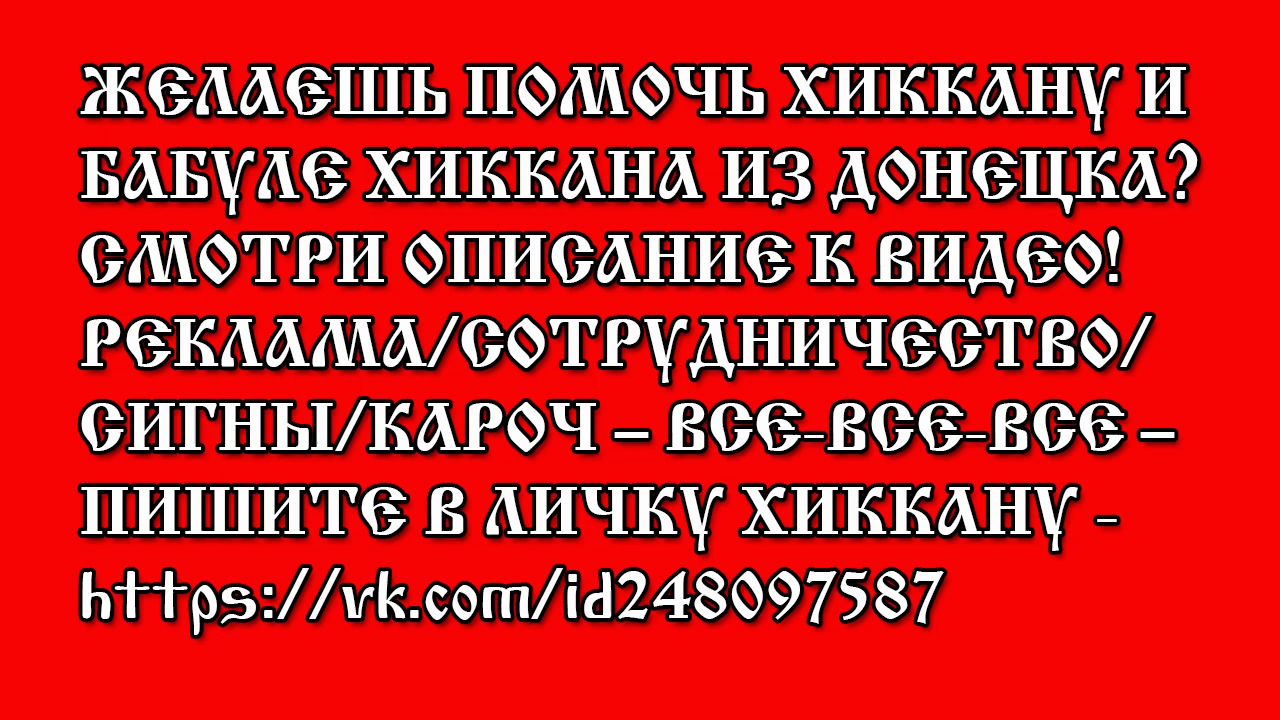 ЖЕЛАЕШЬ ПОМОЧЬ ХИККАНУ И
БАБУЛЕ ХИККАНА ИЗ ДОНЕЦКА?
СМОТРИ ОПИСАНИЕ К ВИДЕО!
РЕКЛАМА/СОТРУДНИЧЕСТВО/
СИГНЫ/КАРОЧ – ВСЕ-ВСЕ-ВСЕ –
ПИШИТЕ В ЛИЧКУ ХИККАНУ -
https://vk.com/id248097587